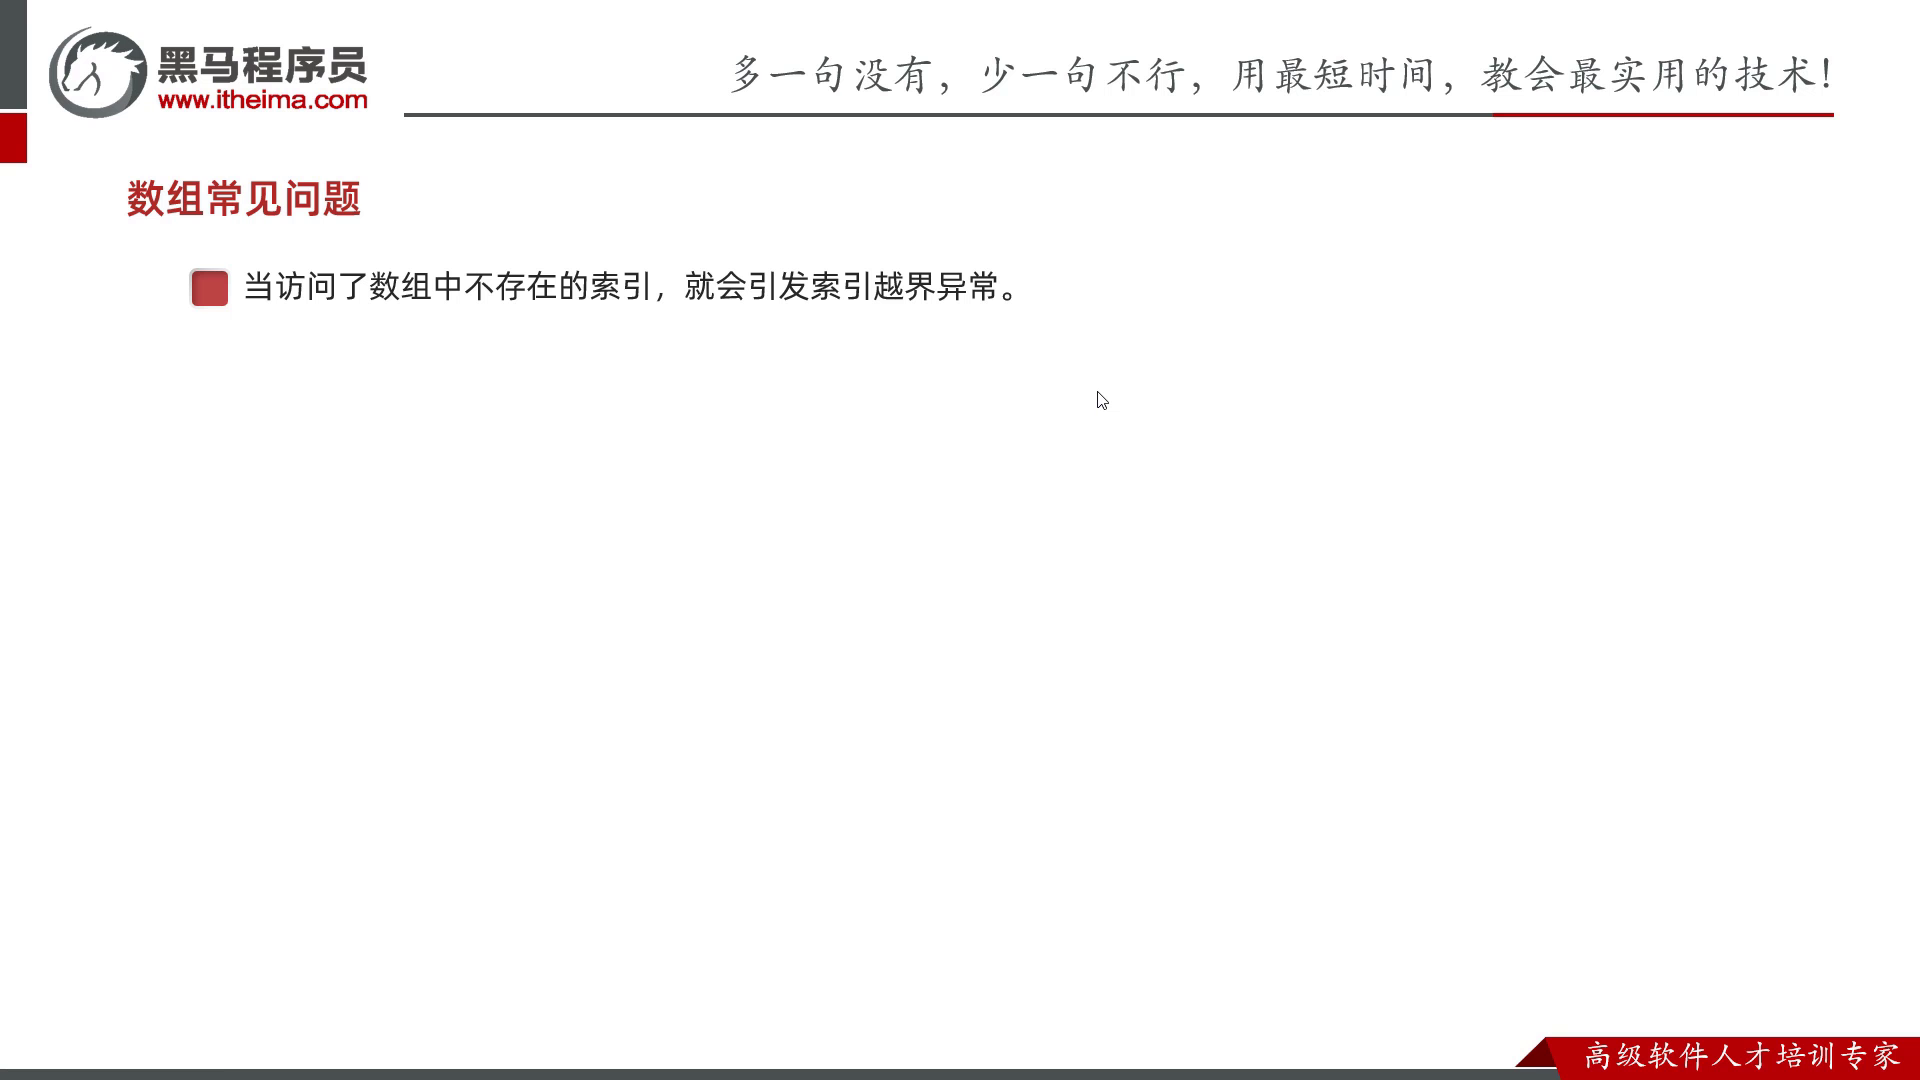 黑马程序员
www.itheima.com
多一句没有，少一句不行，用最短时间，教会最实用的技术！
数组常见问题
当访问了数组中不存在的索引，就会引发索引越界异常。
高级软件人才培训专家